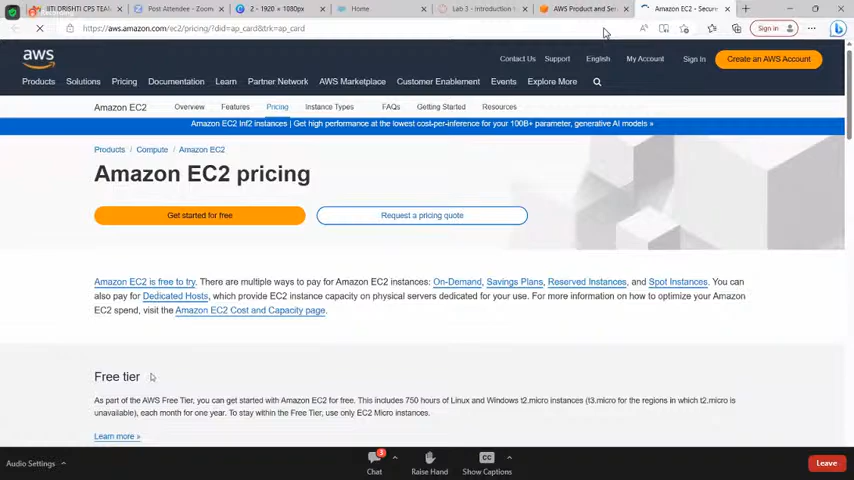 IITI DRISHTI CPS TEAM
Post Attendee - Zoom
2 - 1920 × 1080px
Home
Lab 3 - Introduction t
AWS Product and Ser
Amazon EC2 - Secure
https://aws.amazon.com/ec2/pricing/?did=ap_card&trk=ap_card
Sign in
aws
Contact Us Support English My Account Sign In Create an AWS Account
Products Solutions Pricing Documentation Learn Partner Network AWS Marketplace Customer Enablement Events Explore More
Amazon EC2 Overview Features Pricing Instance Types FAQs Getting Started Resources
Amazon EC2 Inf2 instances | Get high performance at the lowest cost-per-inference for your 100B+ parameter, generative AI models »
Products › Compute › Amazon EC2
Amazon EC2 pricing
Get started for free
Request a pricing quote
Amazon EC2 is free to try. There are multiple ways to pay for Amazon EC2 instances: On-Demand, Savings Plans, Reserved Instances, and Spot Instances. You
can also pay for Dedicated Hosts, which provide EC2 instance capacity on physical servers dedicated for your use. For more information on how to optimize your Amazon
EC2 spend, visit the Amazon EC2 Cost and Capacity page.
Free tier
As part of the AWS Free Tier, you can get started with Amazon EC2 for free. This includes 750 hours of Linux and Windows t2.micro instances (t3.micro for the regions in which t2.micro is
unavailable), each month for one year. To stay within the Free Tier, use only EC2 Micro instances.
Learn more »
Audio Settings
3
Chat
Raise Hand
CC
Show Captions
Leave